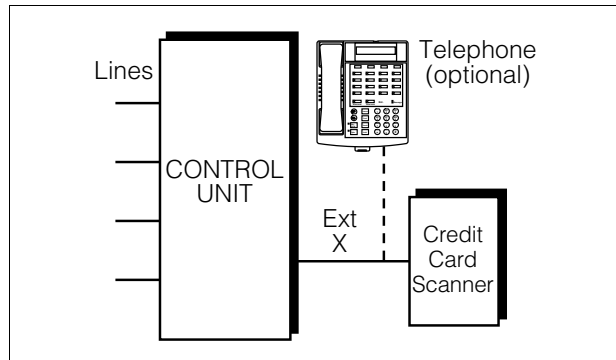 Lines
CONTROL
UNIT
Telephone
(optional)
Ext
X
Credit
Card
Scanner